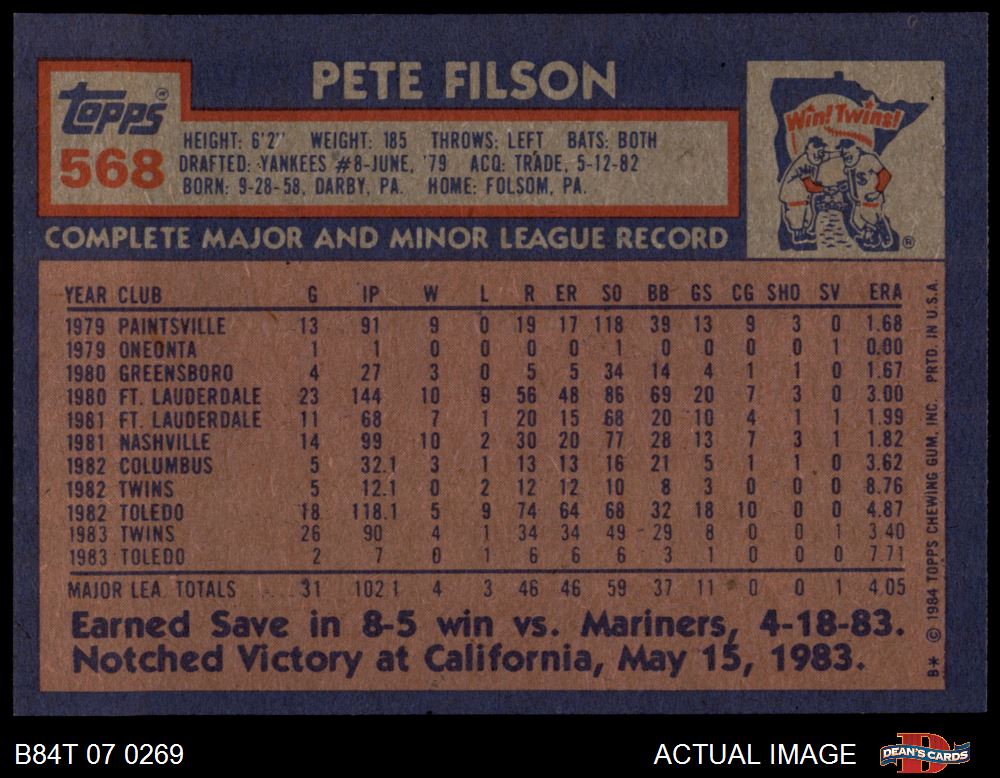 PETE FILSON
Topps®
568
HEIGHT: 6'2" WEIGHT: 185 THROWS: LEFT BATS: BOTH
DRAFTED: YANKEES #8-JUNE, '79 ACQ: TRADE, 5-12-82
BORN: 9-28-58, DARBY, PA. HOME: FOLSOM, PA.
Win! Twins!
S
®
COMPLETE MAJOR AND MINOR LEAGUE RECORD
YEAR CLUB G IP W L R ER SO BB GS CG SHO SV ERA
1979 PAINTSVILLE 13 91 9 0 19 17 118 39 13 9 3 0 1.68
1979 ONEONTA 1 1 0 0 0 0 1 0 0 0 0 1 0.00
1980 GREENSBORO 4 27 3 0 5 5 34 14 4 1 1 0 1.67
1980 FT. LAUDERDALE 23 144 10 9 56 48 86 69 20 7 3 0 3.00
1981 FT. LAUDERDALE 11 68 7 1 20 15 68 20 10 4 1 1 1.99
1981 NASHVILLE 14 99 10 2 30 20 77 28 13 7 3 1 1.82
1982 COLUMBUS 5 32.1 3 1 13 13 16 21 5 1 1 0 3.62
1982 TWINS 5 12.1 0 2 12 12 10 8 3 0 0 0 8.76
1982 TOLEDO 18 118.1 5 9 74 64 68 32 18 10 0 0 4.87
1983 TWINS 26 90 4 1 34 34 49 29 8 0 0 1 3.40
1983 TOLEDO 2 7 0 1 6 6 6 3 1 0 0 0 7.71
MAJOR LEA. TOTALS 31 102.1 4 3 46 46 59 37 11 0 0 1 4.05
Earned Save in 8-5 win vs. Mariners, 4-18-83.
Notched Victory at California, May 15, 1983.
B* © 1984 TOPPS CHEWING GUM, INC. PRTD. IN U.S.A.
B84T 07 0269
ACTUAL IMAGE
D
DEAN'S CARDS